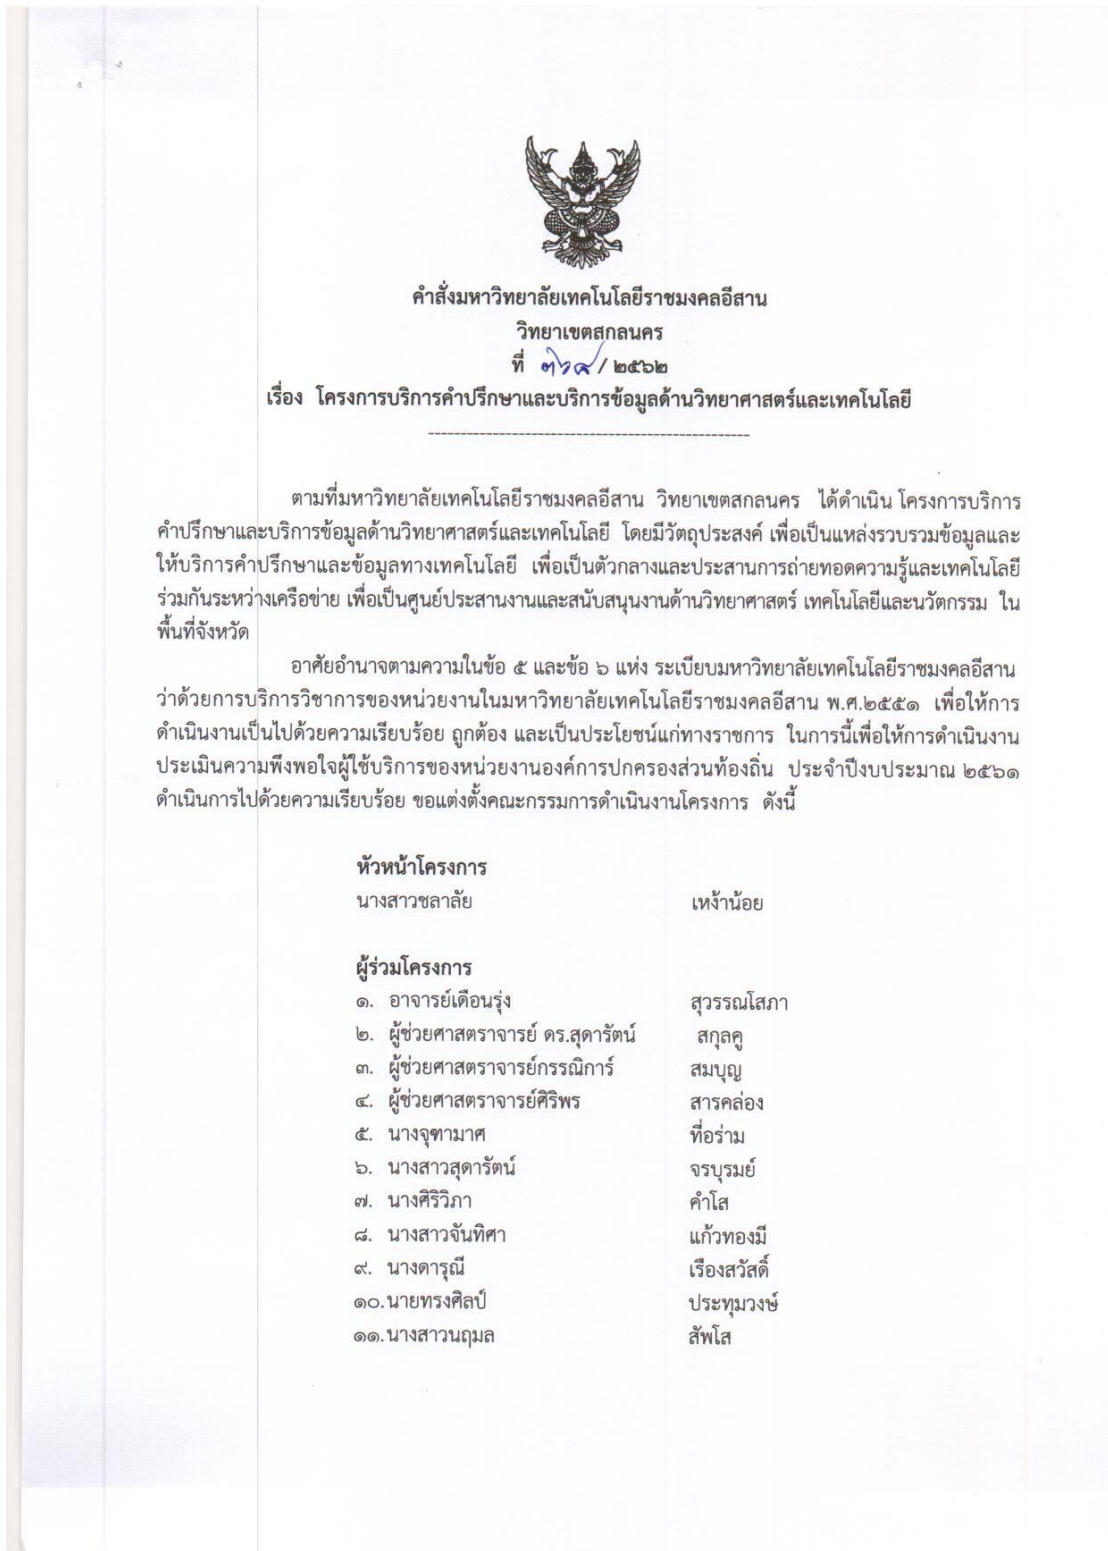 คำสั่งมหาวิทยาลัยเทคโนโลยีราชมงคลอีสาน
วิทยาเขตสกลนคร
ที่ / ๒๕๖๒
เรื่อง โครงการบริการคำปรึกษาและบริการข้อมูลด้านวิทยาศาสตร์และเทคโนโลยี
--------------------------------------------------
ตามที่มหาวิทยาลัยเทคโนโลยีราชมงคลอีสาน วิทยาเขตสกลนคร ได้ดำเนิน โครงการบริการ
คำปรึกษาและบริการข้อมูลด้านวิทยาศาสตร์และเทคโนโลยี โดยมีวัตถุประสงค์ เพื่อเป็นแหล่งรวบรวมข้อมูลและ
ให้บริการคำปรึกษาและข้อมูลทางเทคโนโลยี เพื่อเป็นตัวกลางและประสานการถ่ายทอดความรู้และเทคโนโลยี
ร่วมกันระหว่างเครือข่าย เพื่อเป็นศูนย์ประสานงานและสนับสนุนงานด้านวิทยาศาสตร์ เทคโนโลยีและนวัตกรรม ใน
พื้นที่จังหวัด
อาศัยอำนาจตามความในข้อ ๕ และข้อ ๖ แห่ง ระเบียบมหาวิทยาลัยเทคโนโลยีราชมงคลอีสาน
ว่าด้วยการบริการวิชาการของหน่วยงานในมหาวิทยาลัยเทคโนโลยีราชมงคลอีสาน พ.ศ.๒๕๕๑ เพื่อให้การ
ดำเนินงานเป็นไปด้วยความเรียบร้อย ถูกต้อง และเป็นประโยชน์แก่ทางราชการ ในการนี้เพื่อให้การดำเนินงาน
ประเมินความพึงพอใจผู้ใช้บริการของหน่วยงานองค์การปกครองส่วนท้องถิ่น ประจำปีงบประมาณ ๒๕๖๑
ดำเนินการไปด้วยความเรียบร้อย ขอแต่งตั้งคณะกรรมการดำเนินงานโครงการ ดังนี้
หัวหน้าโครงการ
นางสาวชลาลัย เหง้าน้อย
ผู้ร่วมโครงการ
๑. อาจารย์เดือนรุ่ง สุวรรณโสภา
๒. ผู้ช่วยศาสตราจารย์ ดร.สุดารัตน์ สกุลคู
๓. ผู้ช่วยศาสตราจารย์กรรณิการ์ สมบุญ
๔. ผู้ช่วยศาสตราจารย์ศิริพร สารคล่อง
๕. นางจุฑามาศ ที่อร่าม
๖. นางสาวสุดารัตน์ จรบุรมย์
๗. นางศิริวิภา คำโส
๘. นางสาวจันทิศา แก้วทองมี
๙. นางดารุณี เรืองสวัสดิ์
๑๐.นายทรงศิลป์ ประทุมวงษ์
๑๑.นางสาวนฤมล สัพโส